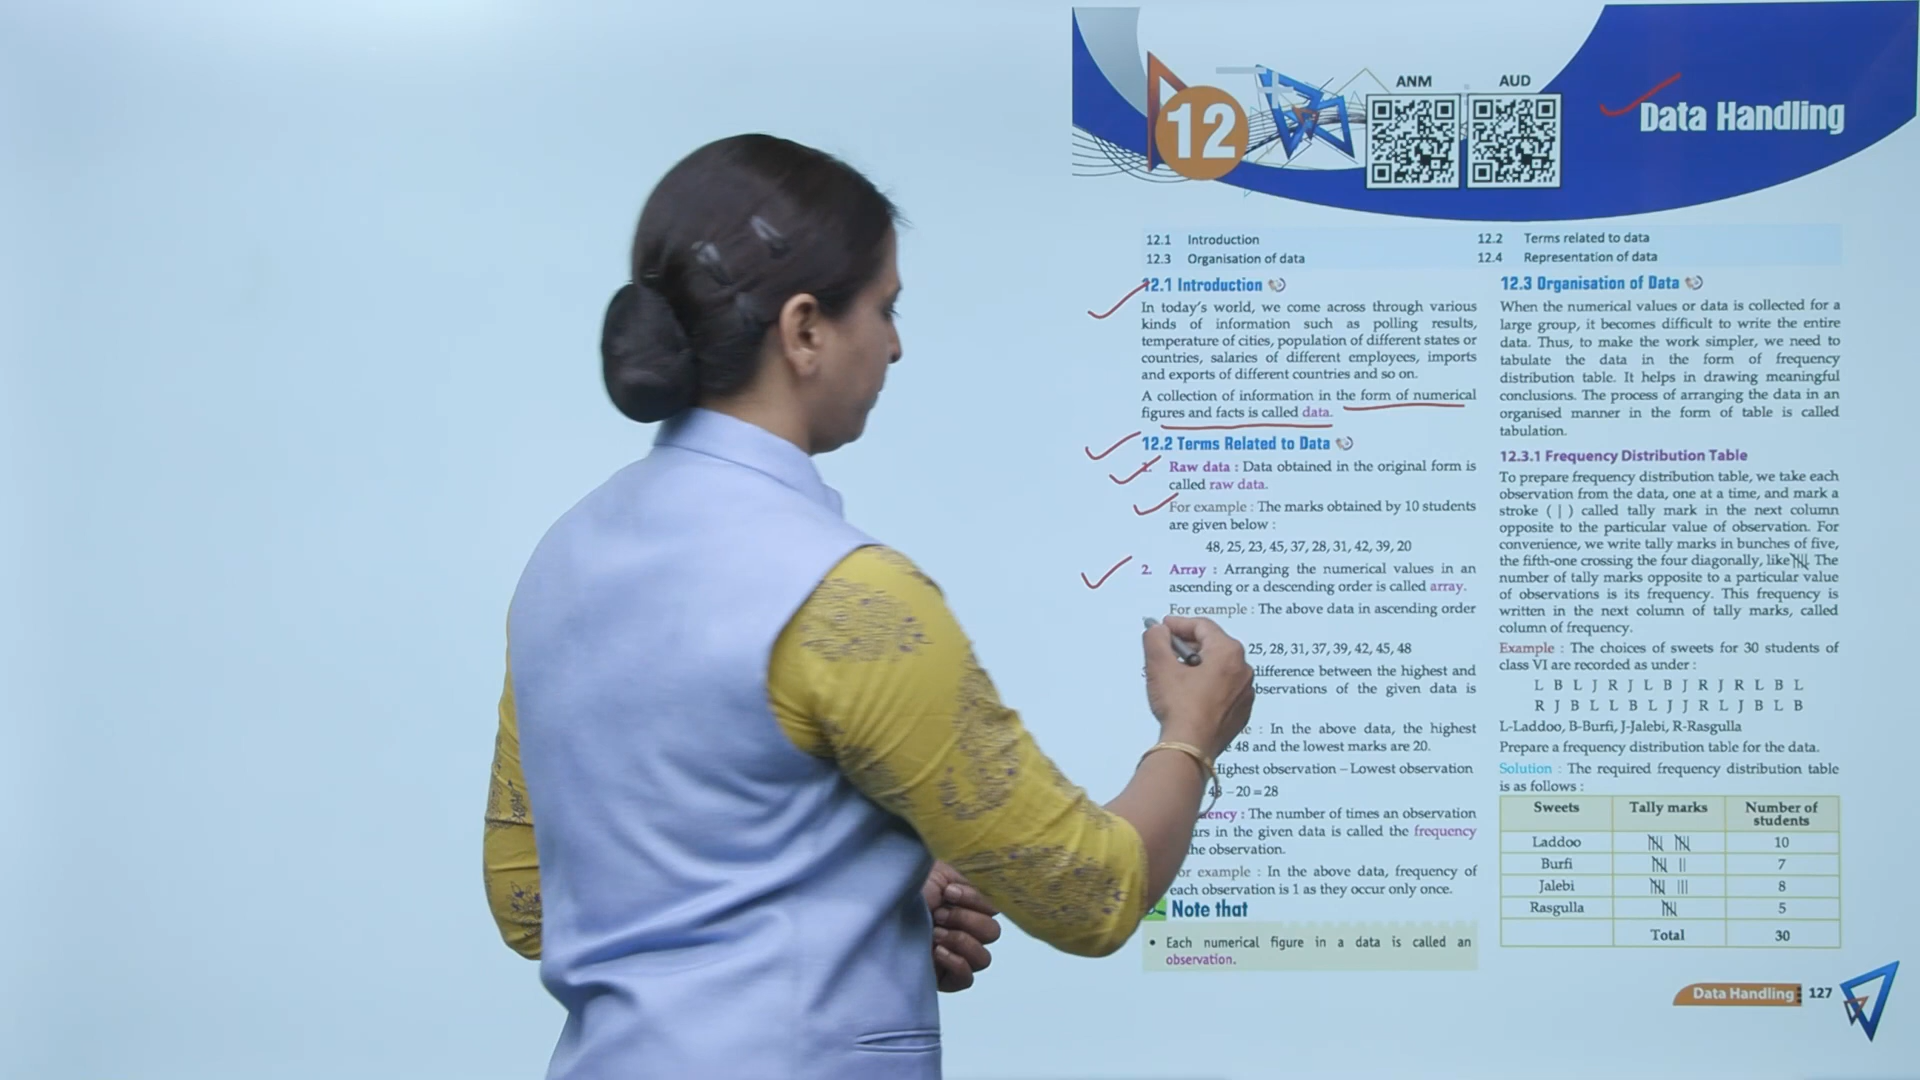 12
ANM
AUD
Data Handling
12.1 Introduction
12.2 Terms related to data
12.3 Organisation of data
12.4 Representation of data
12.1 Introduction
In today's world, we come across through various
kinds of information such as polling results,
temperature of cities, population of different states or
countries, salaries of different employees, imports
and exports of different countries and so on.
A collection of information in the form of numerical
figures and facts is called data.
12.2 Terms Related to Data
Raw data : Data obtained in the original form is
called raw data.
For example : The marks obtained by 10 students
are given below :
48, 25, 23, 45, 37, 28, 31, 42, 39, 20
2. Array : Arranging the numerical values in an
ascending or a descending order is called array.
For example : The above data in ascending order
25, 28, 31, 37, 39, 42, 45, 48
difference between the highest and
observations of the given data is
: In the above data, the highest
48 and the lowest marks are 20.
Highest observation – Lowest observation
48 – 20 = 28
: The number of times an observation
in the given data is called the frequency
the observation.
or example : In the above data, frequency of
each observation is 1 as they occur only once.
Note that
• Each numerical figure in a data is called an
observation.
12.3 Organisation of Data
When the numerical values or data is collected for a
large group, it becomes difficult to write the entire
data. Thus, to make the work simpler, we need to
tabulate the data in the form of frequency
distribution table. It helps in drawing meaningful
conclusions. The process of arranging the data in an
organised manner in the form of table is called
tabulation.
12.3.1 Frequency Distribution Table
To prepare frequency distribution table, we take each
observation from the data, one at a time, and mark a
stroke ( | ) called tally mark in the next column
opposite to the particular value of observation. For
convenience, we write tally marks in bunches of five,
the fifth-one crossing the four diagonally, like The
number of tally marks opposite to a particular value
of observations is its frequency. This frequency is
written in the next column of tally marks, called
column of frequency.
Example : The choices of sweets for 30 students of
class VI are recorded as under :
L B L J R J L B J R J R L B L
R J B L L B L J J R L J B L B
L-Laddoo, B-Burfi, J-Jalebi, R-Rasgulla
Prepare a frequency distribution table for the data.
Solution : The required frequency distribution table
is as follows :
Sweets Tally marks Number of
students
Laddoo 10
Burfi 7
Jalebi 8
Rasgulla 5
Total 30
Data Handling 127